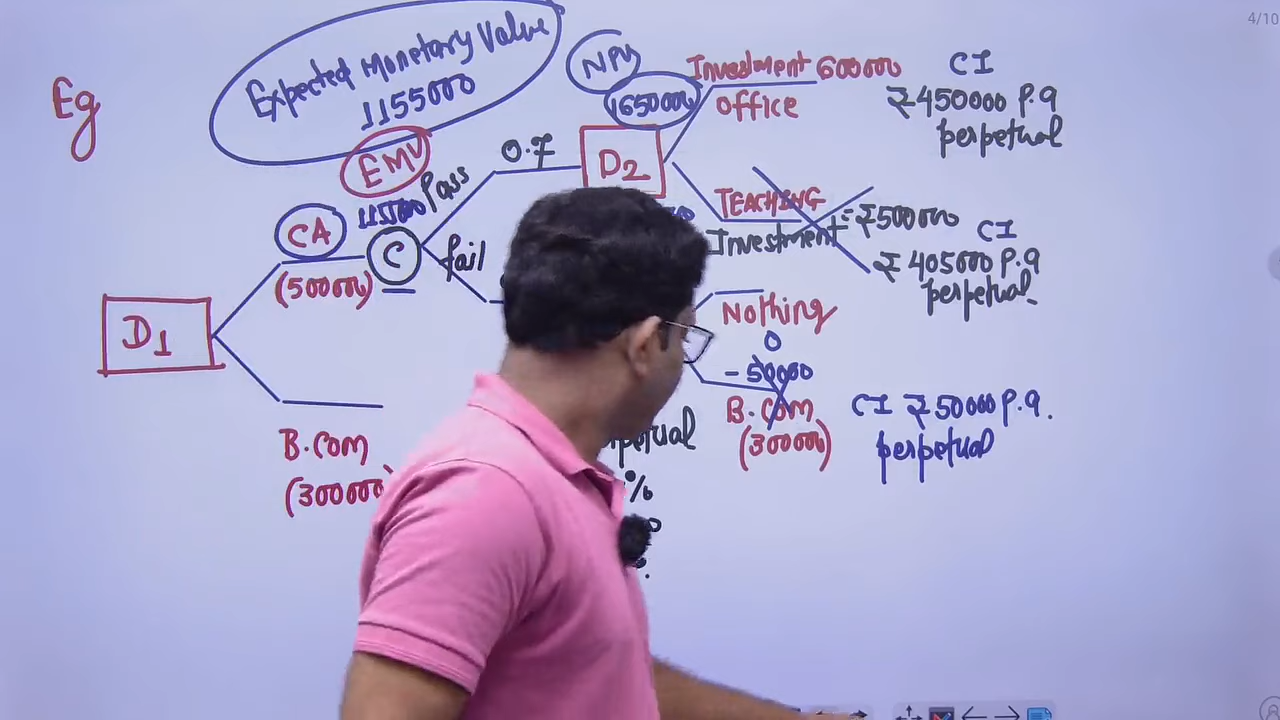 4/10
Eg
Expected Monetary Value
1155000
NPV
1650000
Investment 600000
Office
CI
₹450000 P.a
perpetual
EMV
1155000
Pass
0.7
D2
CA
(50000)
C
fail
TEACHING
Investment = ₹500000
CI
₹405000 P.a
perpetual
D1
Nothing
0
-50000
B.Com
(300000)
CI ₹50000 P.a.
perpetual
B.Com
(300000
perpetual
%